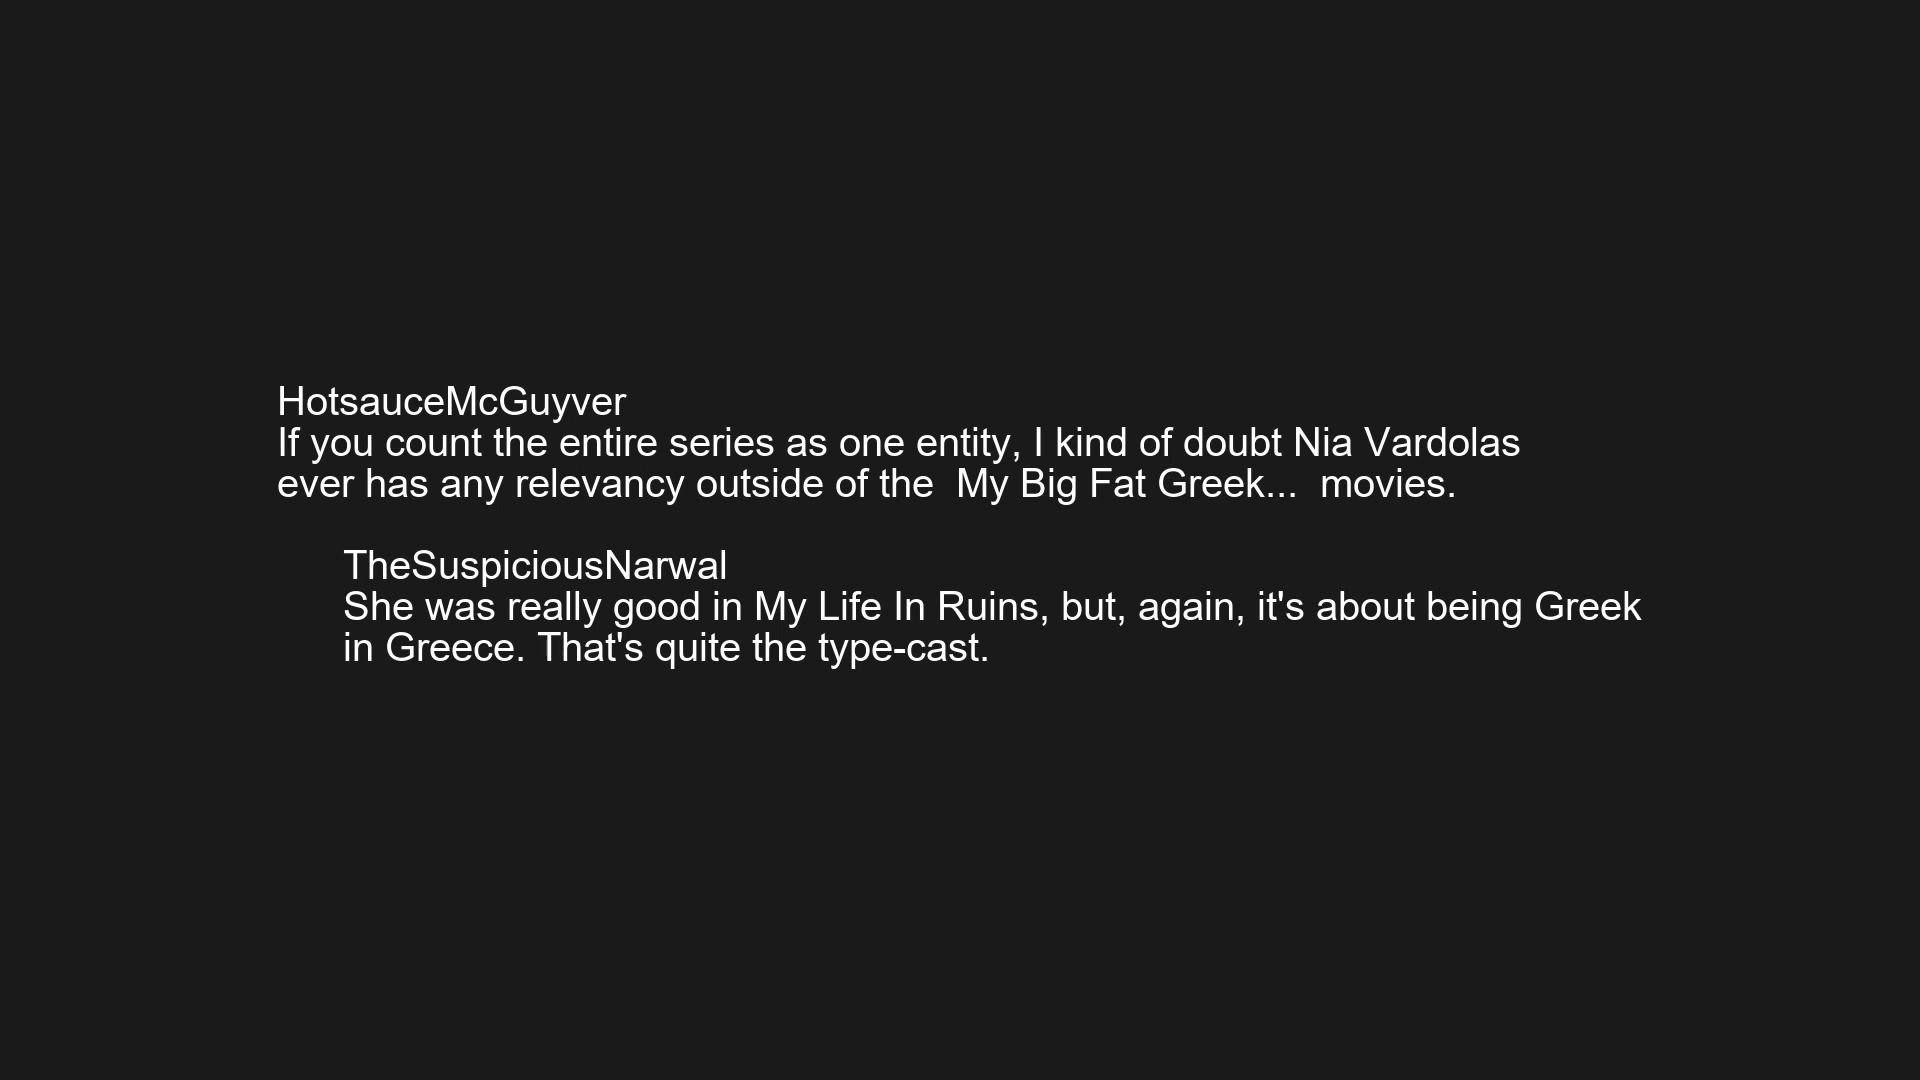 HotsauceMcGuyver
If you count the entire series as one entity, I kind of doubt Nia Vardolas
ever has any relevancy outside of the  My Big Fat Greek...  movies.
TheSuspiciousNarwal
She was really good in My Life In Ruins, but, again, it's about being Greek
in Greece. That's quite the type-cast.